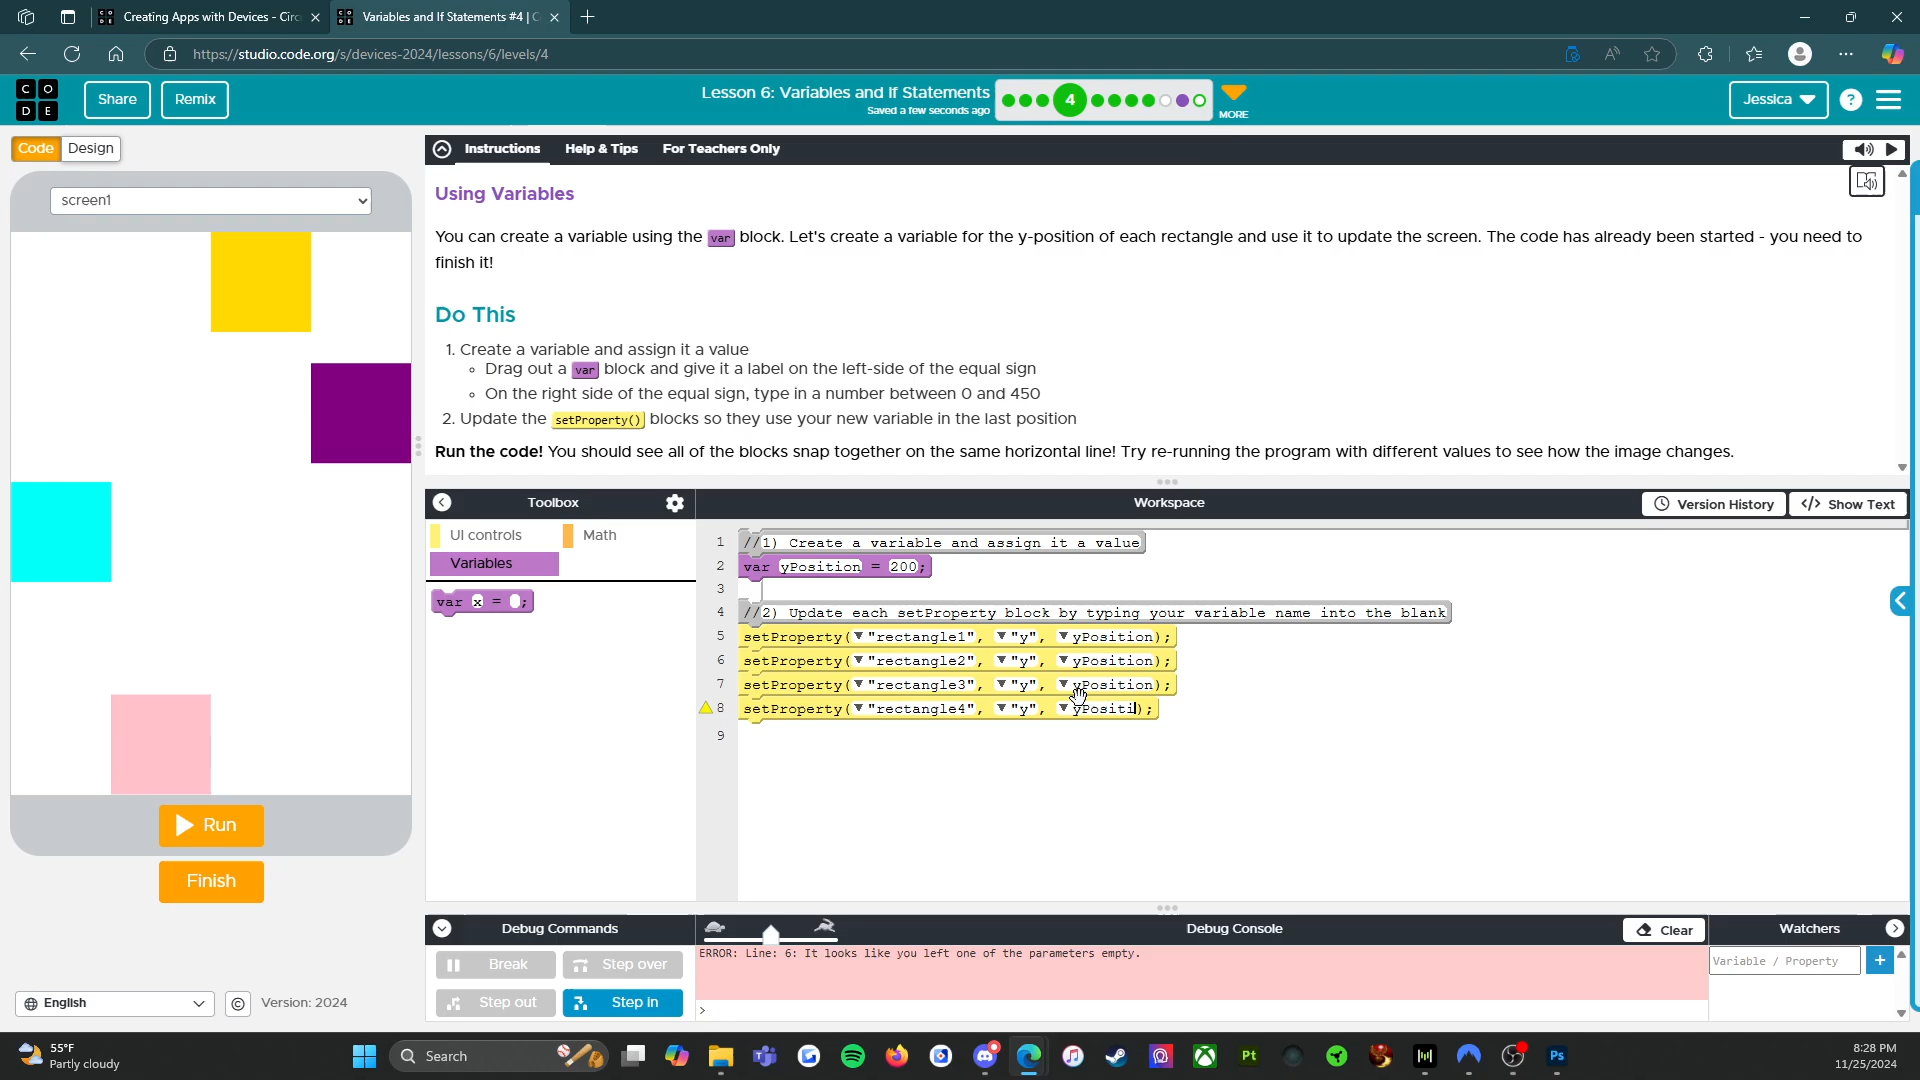 Creating Apps with Devices - Circ
Variables and If Statements #4 | C
https://studio.code.org/s/devices-2024/lessons/6/levels/4
C O
D E
Share
Remix
Lesson 6: Variables and If Statements
Saved a few seconds ago
4
MORE
Jessica
?
Code
Design
Instructions
Help & Tips
For Teachers Only
screen1
Using Variables
You can create a variable using the var block. Let's create a variable for the y-position of each rectangle and use it to update the screen. The code has already been started - you need to
finish it!
Do This
1. Create a variable and assign it a value
Drag out a var block and give it a label on the left-side of the equal sign
On the right side of the equal sign, type in a number between 0 and 450
2. Update the setProperty() blocks so they use your new variable in the last position
Run the code! You should see all of the blocks snap together on the same horizontal line! Try re-running the program with different values to see how the image changes.
Toolbox
Workspace
Version History
</> Show Text
UI controls
Math
Variables
var x = ;
1 //1) Create a variable and assign it a value
2 var yPosition = 200;
3
4 //2) Update each setProperty block by typing your variable name into the blank
5 setProperty(▼"rectangle1", ▼"y", ▼yPosition);
6 setProperty(▼"rectangle2", ▼"y", ▼yPosition);
7 setProperty(▼"rectangle3", ▼"y", ▼yPosition);
8 setProperty(▼"rectangle4", ▼"y", ▼yPositi);
9
Run
Finish
Debug Commands
Debug Console
Clear
Watchers
Break
Step over
Step out
Step in
ERROR: Line: 6: It looks like you left one of the parameters empty.
>
Variable / Property
+
English
©
Version: 2024
55°F
Partly cloudy
Search
Pt
Ps
8:28 PM
11/25/2024